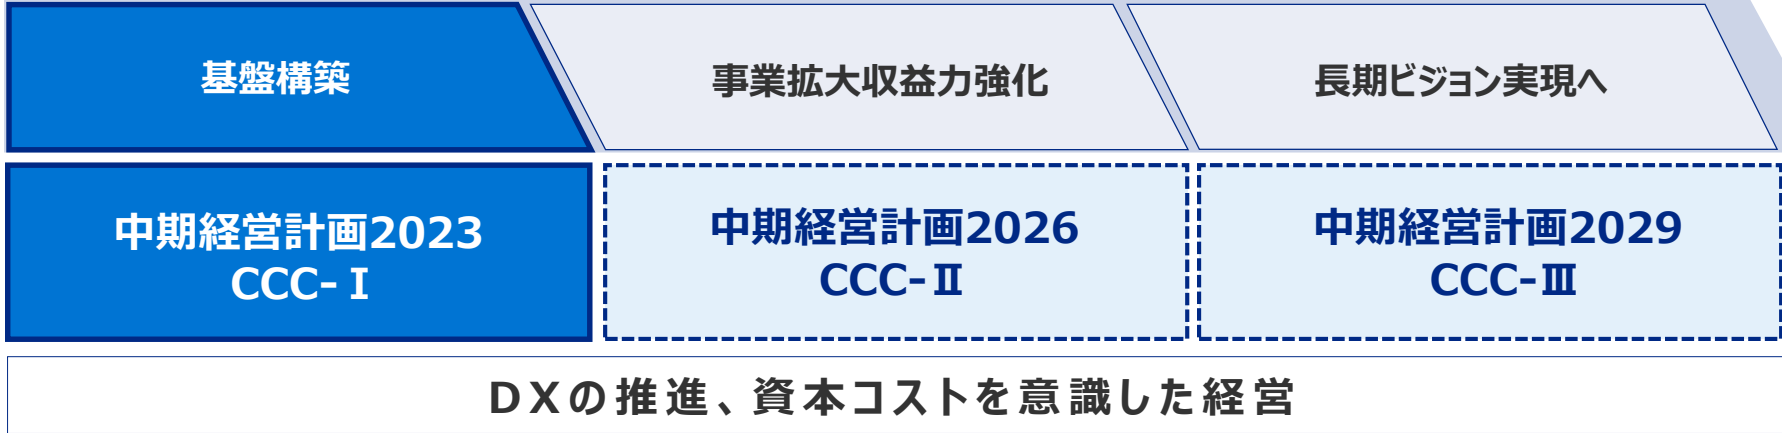 基盤構築
事業拡大収益力強化
長期ビジョン実現へ
中期経営計画2023
CCC-Ⅰ
中期経営計画2026
CCC-Ⅱ
中期経営計画2029
CCC-Ⅲ
DXの推進、資本コストを意識した経営